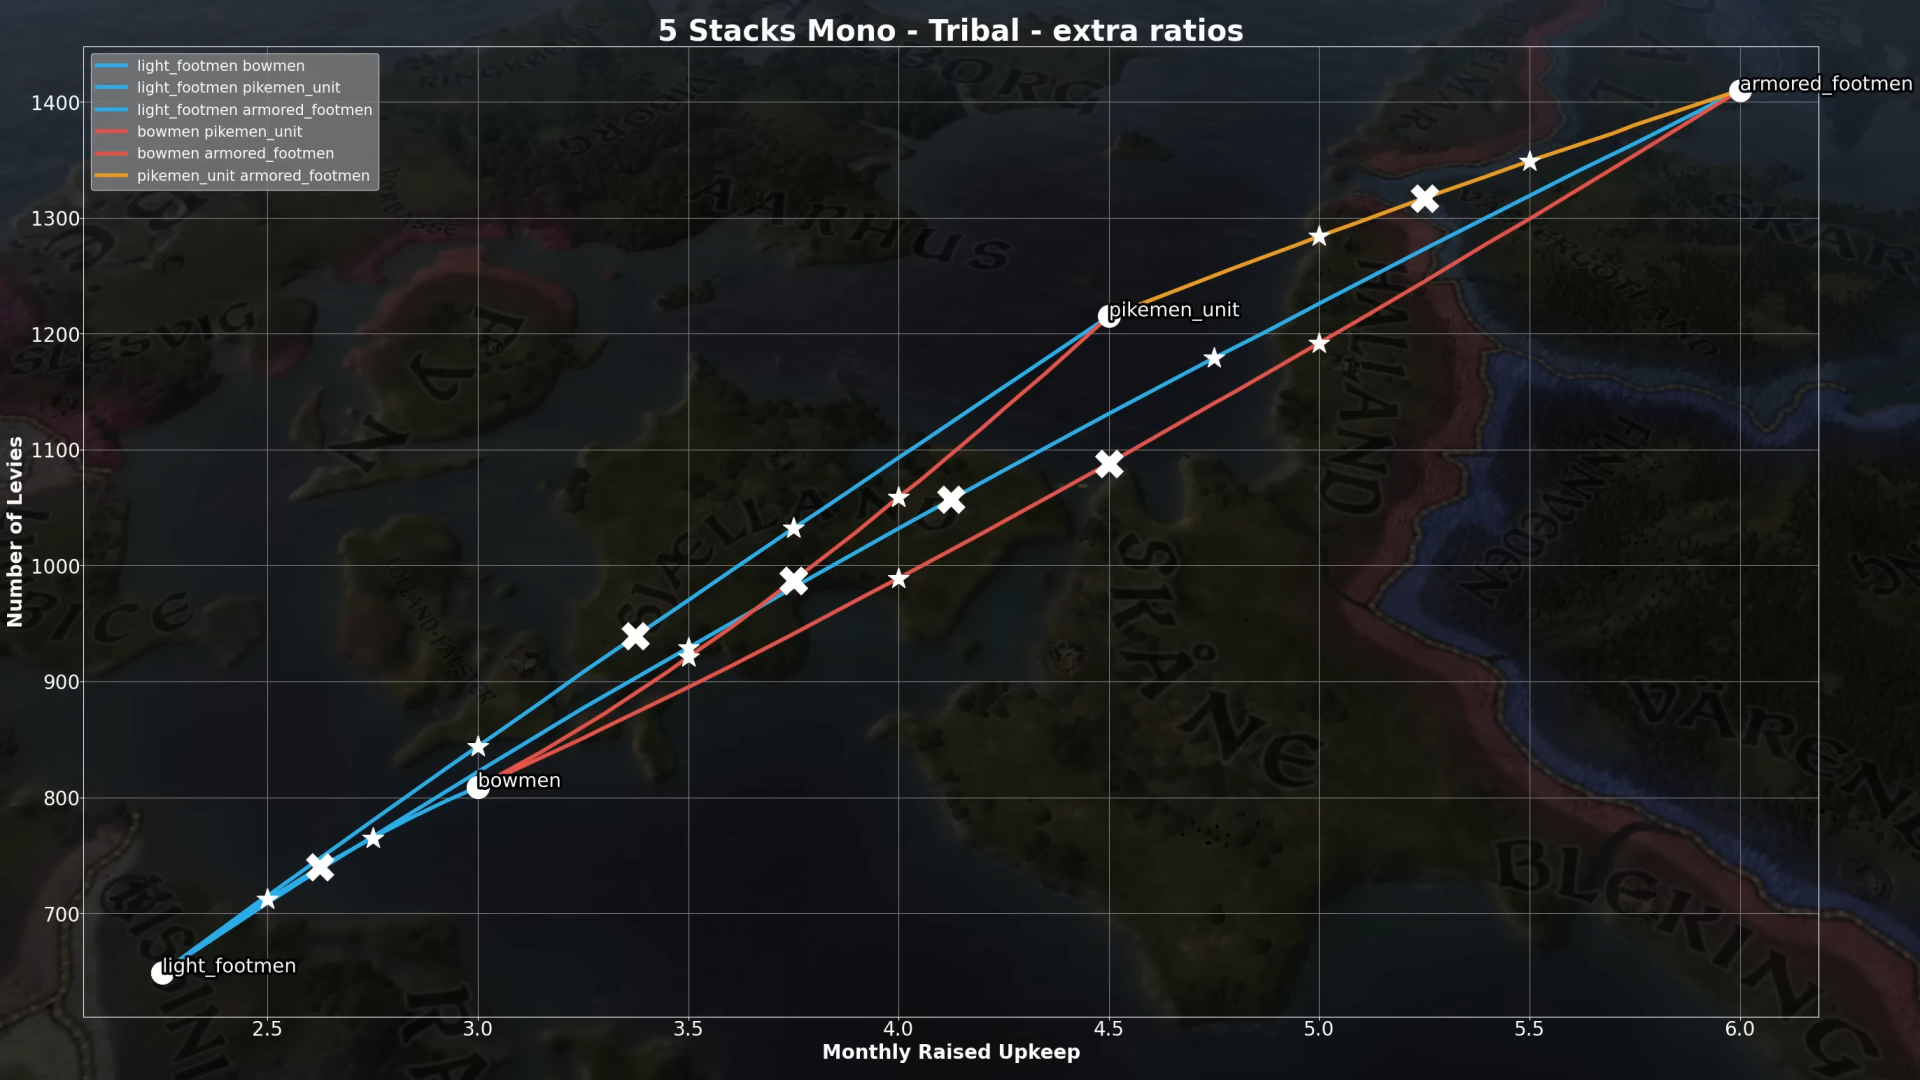 5 Stacks Mono - Tribal - extra ratios
light_footmen bowmen
light_footmen pikemen_unit
light_footmen armored_footmen
bowmen pikemen_unit
bowmen armored_footmen
pikemen_unit armored_footmen
armored_footmen
pikemen_unit
bowmen
light_footmen
1400
1300
1200
1100
1000
900
800
700
Number of Levies
2.5 3.0 3.5 4.0 4.5 5.0 5.5 6.0
Monthly Raised Upkeep
AARHUS
SLESVIG
SJAELLAND
SKÅNE
HALLAND
FINNVEDEN
VÄREND
BLEKING